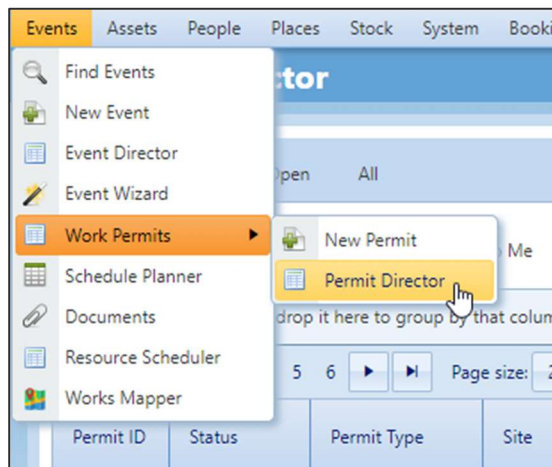 Events Assets People Places Stock System Booki
ctor
Find Events
New Event
Event Director
Event Wizard
Open All
Work Permits
New Permit
Me
Schedule Planner
Permit Director
Documents
drop it here to group by that colum
Resource Scheduler
5 6 Page size: 2
Works Mapper
Permit ID Status Permit Type Site